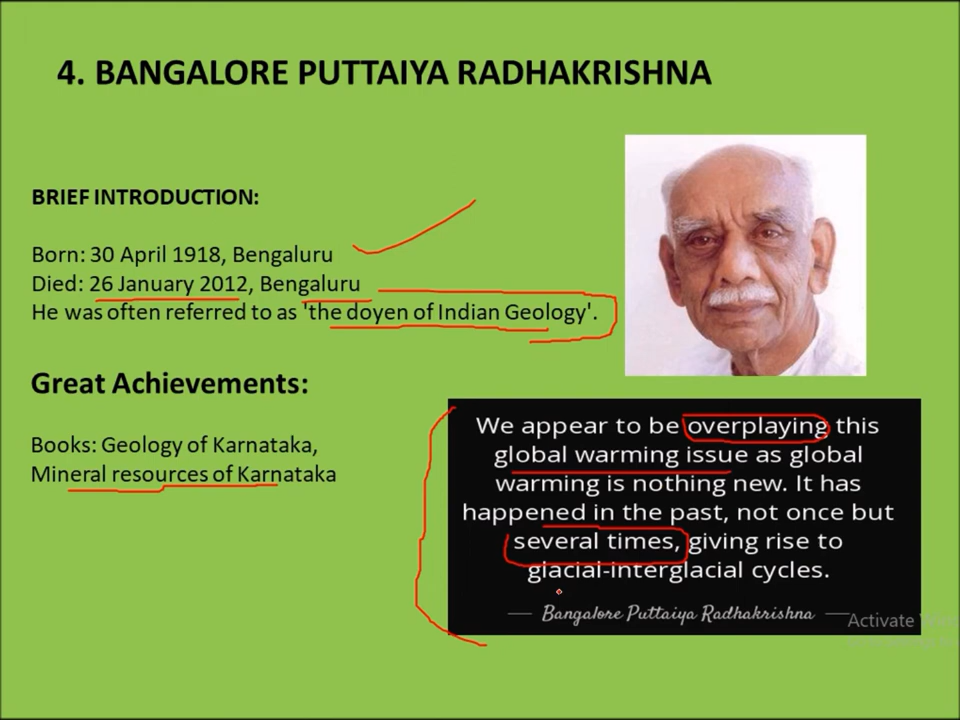 4. BANGALORE PUTTAIYA RADHAKRISHNA
BRIEF INTRODUCTION:
Born: 30 April 1918, Bengaluru
Died: 26 January 2012, Bengaluru
He was often referred to as 'the doyen of Indian Geology'.
Great Achievements:
Books: Geology of Karnataka,
Mineral resources of Karnataka
We appear to be overplaying this
global warming issue as global
warming is nothing new. It has
happened in the past, not once but
several times, giving rise to
glacial-interglacial cycles.
Bangalore Puttaiya Radhakrishna
Activate